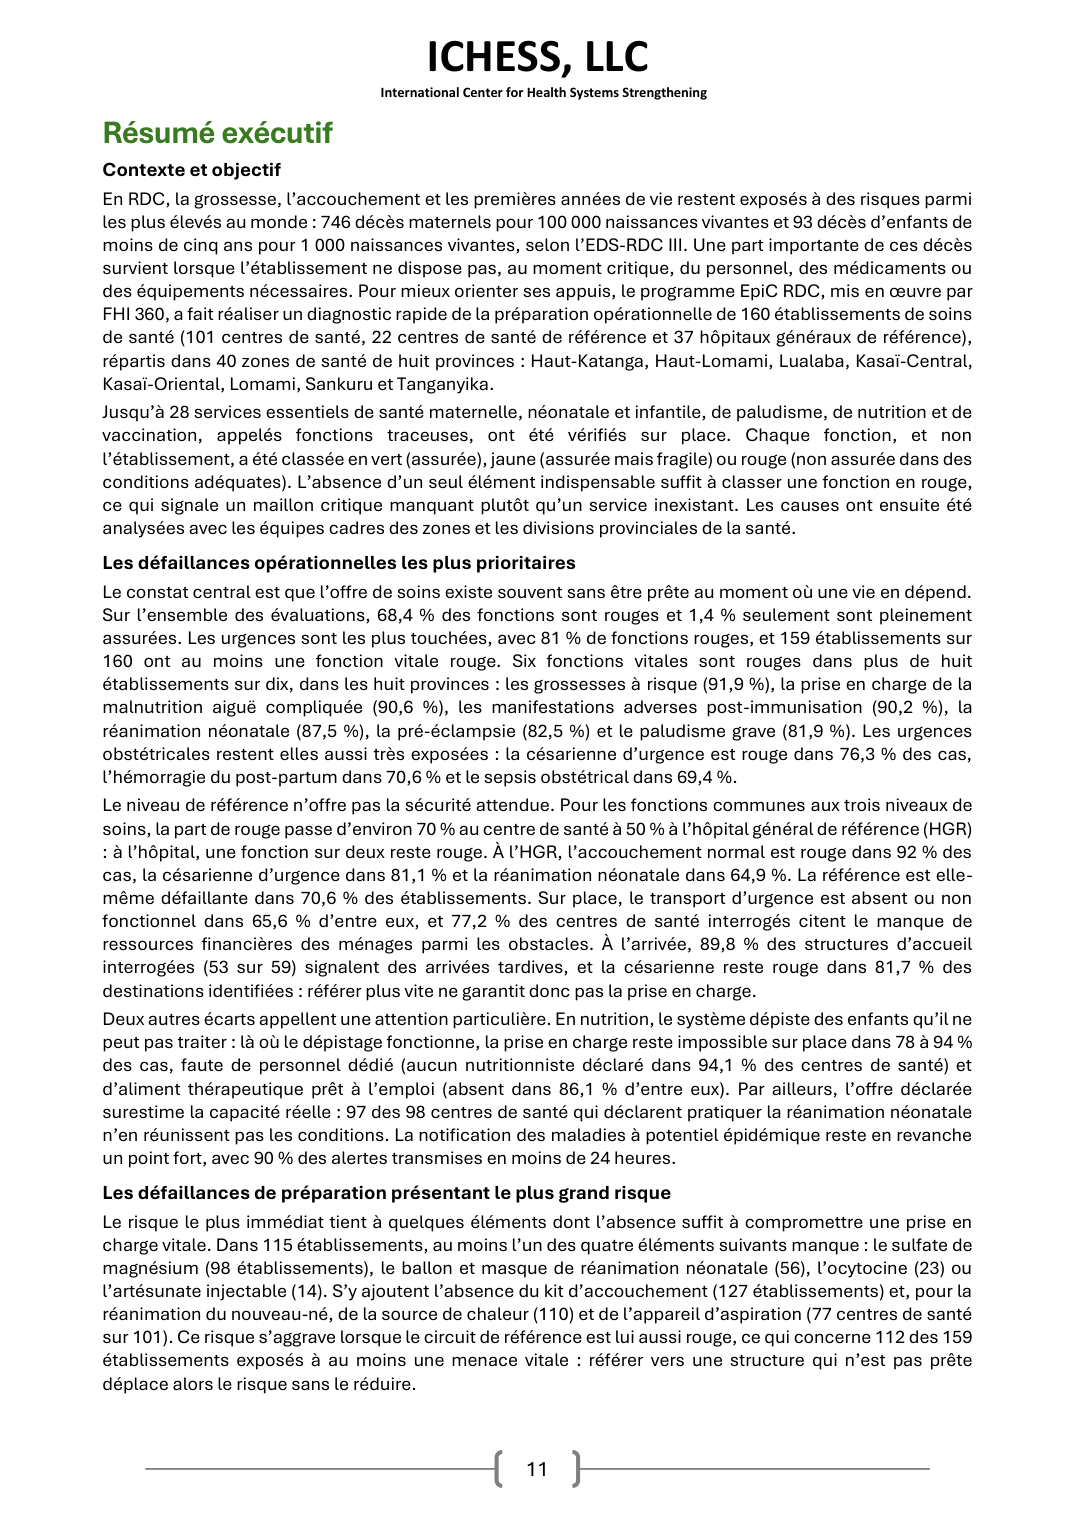 ICHESS, LLC
International Center for Health Systems Strengthening
Résumé exécutif
Contexte et objectif
En RDC, la grossesse, l’accouchement et les premières années de vie restent exposés à des risques parmi
les plus élevés au monde : 746 décès maternels pour 100 000 naissances vivantes et 93 décès d’enfants de
moins de cinq ans pour 1 000 naissances vivantes, selon l’EDS-RDC III. Une part importante de ces décès
survient lorsque l’établissement ne dispose pas, au moment critique, du personnel, des médicaments ou
des équipements nécessaires. Pour mieux orienter ses appuis, le programme EpiC RDC, mis en œuvre par
FHI 360, a fait réaliser un diagnostic rapide de la préparation opérationnelle de 160 établissements de soins
de santé (101 centres de santé, 22 centres de santé de référence et 37 hôpitaux généraux de référence),
répartis dans 40 zones de santé de huit provinces : Haut-Katanga, Haut-Lomami, Lualaba, Kasaï-Central,
Kasaï-Oriental, Lomami, Sankuru et Tanganyika.
Jusqu’à 28 services essentiels de santé maternelle, néonatale et infantile, de paludisme, de nutrition et de
vaccination, appelés fonctions traceuses, ont été vérifiés sur place. Chaque fonction, et non
l’établissement, a été classée en vert (assurée), jaune (assurée mais fragile) ou rouge (non assurée dans des
conditions adéquates). L’absence d’un seul élément indispensable suffit à classer une fonction en rouge,
ce qui signale un maillon critique manquant plutôt qu’un service inexistant. Les causes ont ensuite été
analysées avec les équipes cadres des zones et les divisions provinciales de la santé.
Les défaillances opérationnelles les plus prioritaires
Le constat central est que l’offre de soins existe souvent sans être prête au moment où une vie en dépend.
Sur l’ensemble des évaluations, 68,4 % des fonctions sont rouges et 1,4 % seulement sont pleinement
assurées. Les urgences sont les plus touchées, avec 81 % de fonctions rouges, et 159 établissements sur
160 ont au moins une fonction vitale rouge. Six fonctions vitales sont rouges dans plus de huit
établissements sur dix, dans les huit provinces : les grossesses à risque (91,9 %), la prise en charge de la
malnutrition aiguë compliquée (90,6 %), les manifestations adverses post-immunisation (90,2 %), la
réanimation néonatale (87,5 %), la pré-éclampsie (82,5 %) et le paludisme grave (81,9 %). Les urgences
obstétricales restent elles aussi très exposées : la césarienne d’urgence est rouge dans 76,3 % des cas,
l’hémorragie du post-partum dans 70,6 % et le sepsis obstétrical dans 69,4 %.
Le niveau de référence n’offre pas la sécurité attendue. Pour les fonctions communes aux trois niveaux de
soins, la part de rouge passe d’environ 70 % au centre de santé à 50 % à l’hôpital général de référence (HGR)
: à l’hôpital, une fonction sur deux reste rouge. À l’HGR, l’accouchement normal est rouge dans 92 % des
cas, la césarienne d’urgence dans 81,1 % et la réanimation néonatale dans 64,9 %. La référence est elle-
même défaillante dans 70,6 % des établissements. Sur place, le transport d’urgence est absent ou non
fonctionnel dans 65,6 % d’entre eux, et 77,2 % des centres de santé interrogés citent le manque de
ressources financières des ménages parmi les obstacles. À l’arrivée, 89,8 % des structures d’accueil
interrogées (53 sur 59) signalent des arrivées tardives, et la césarienne reste rouge dans 81,7 % des
destinations identifiées : référer plus vite ne garantit donc pas la prise en charge.
Deux autres écarts appellent une attention particulière. En nutrition, le système dépiste des enfants qu’il ne
peut pas traiter : là où le dépistage fonctionne, la prise en charge reste impossible sur place dans 78 à 94 %
des cas, faute de personnel dédié (aucun nutritionniste déclaré dans 94,1 % des centres de santé) et
d’aliment thérapeutique prêt à l’emploi (absent dans 86,1 % d’entre eux). Par ailleurs, l’offre déclarée
surestime la capacité réelle : 97 des 98 centres de santé qui déclarent pratiquer la réanimation néonatale
n’en réunissent pas les conditions. La notification des maladies à potentiel épidémique reste en revanche
un point fort, avec 90 % des alertes transmises en moins de 24 heures.
Les défaillances de préparation présentant le plus grand risque
Le risque le plus immédiat tient à quelques éléments dont l’absence suffit à compromettre une prise en
charge vitale. Dans 115 établissements, au moins l’un des quatre éléments suivants manque : le sulfate de
magnésium (98 établissements), le ballon et masque de réanimation néonatale (56), l’ocytocine (23) ou
l’artésunate injectable (14). S’y ajoutent l’absence du kit d’accouchement (127 établissements) et, pour la
réanimation du nouveau-né, de la source de chaleur (110) et de l’appareil d’aspiration (77 centres de santé
sur 101). Ce risque s’aggrave lorsque le circuit de référence est lui aussi rouge, ce qui concerne 112 des 159
établissements exposés à au moins une menace vitale : référer vers une structure qui n’est pas prête
déplace alors le risque sans le réduire.
11